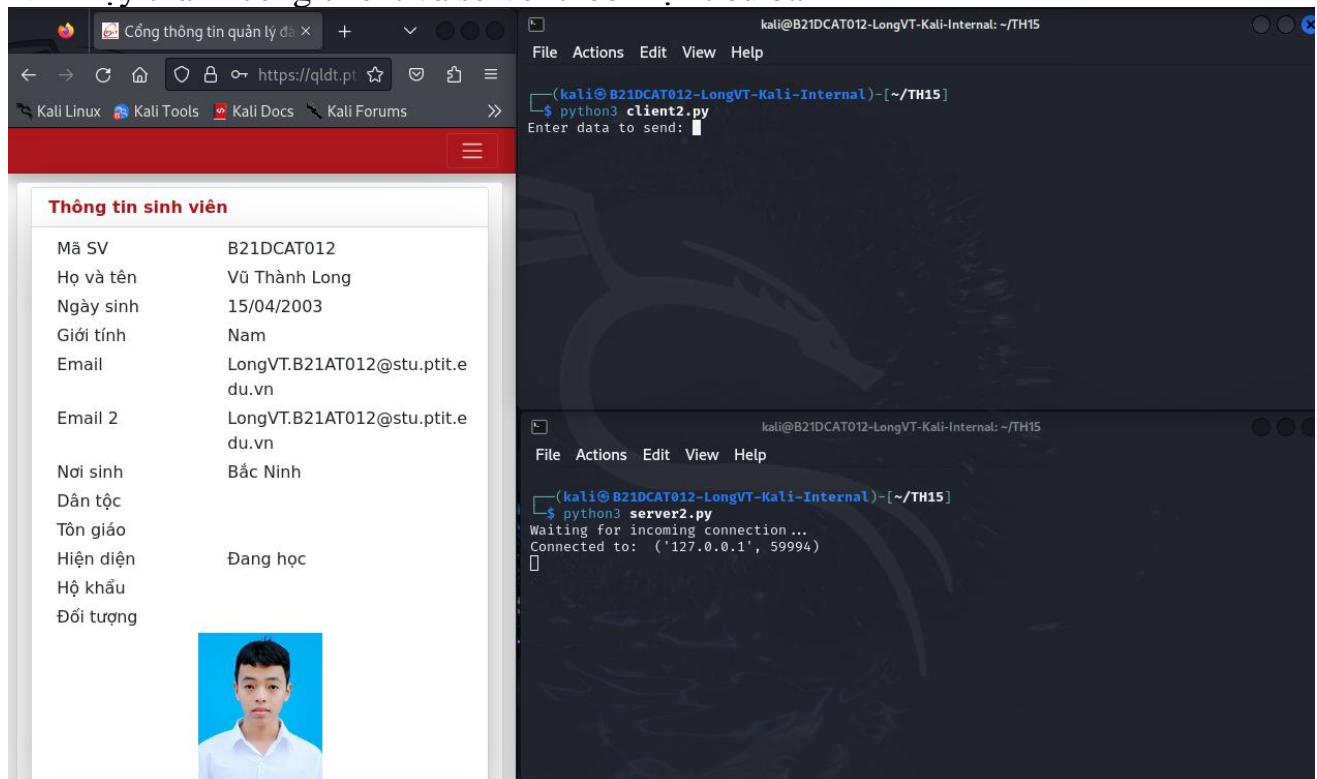 Cổng thông tin quản lý đà
https://qldt.pt
Kali Linux Kali Tools Kali Docs Kali Forums
Thông tin sinh viên
Mã SV B21DCAT012
Họ và tên Vũ Thành Long
Ngày sinh 15/04/2003
Giới tính Nam
Email LongVT.B21AT012@stu.ptit.e
du.vn
Email 2 LongVT.B21AT012@stu.ptit.e
du.vn
Nơi sinh Bắc Ninh
Dân tộc
Tôn giáo
Hiện diện Đang học
Hộ khẩu
Đối tượng
kali@B21DCAT012-LongVT-Kali-Internal: ~/TH15
File Actions Edit View Help
(kali㉿B21DCAT012-LongVT-Kali-Internal)-[~/TH15]
$ python3 client2.py
Enter data to send:
kali@B21DCAT012-LongVT-Kali-Internal: ~/TH15
File Actions Edit View Help
(kali㉿B21DCAT012-LongVT-Kali-Internal)-[~/TH15]
$ python3 server2.py
Waiting for incoming connection ...
Connected to: ('127.0.0.1', 59994)